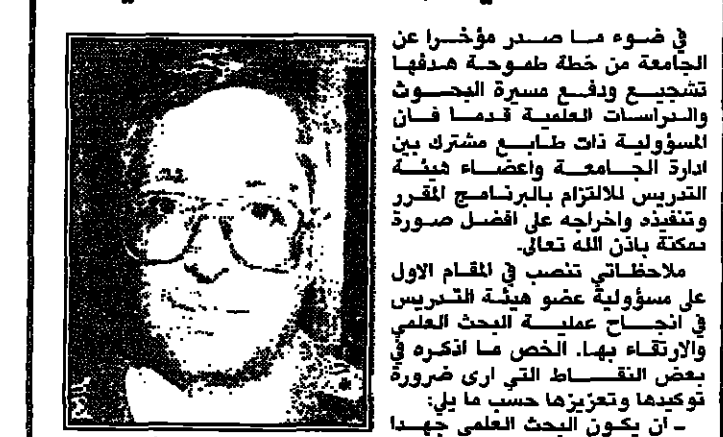 في ضوء ما صدر مؤخرا عن
الجامعة من خطة طموحة هدفها
تشجيع ودفع مسيرة البحوث
والدراسات العلمية قدما فان
المسؤولية ذات طابع مشترك بين
ادارة الجامعة واعضاء هيئة
التدريس للالتزام بالبرنامج المقرر
وتنفيذه واخراجه على افضل صورة
ممكنة باذن الله تعالى.
ملاحظاتي تنصب في المقام الاول
على مسؤولية عضو هيئة التدريس
في انجاح عملية البحث العلمي
والارتقاء بها. الخص ما اذكره في
بعض النقاط التي ارى ضرورة
توكيدها وتعزيزها حسب ما يلي:
ـ ان يكون البحث العلمي جهدا